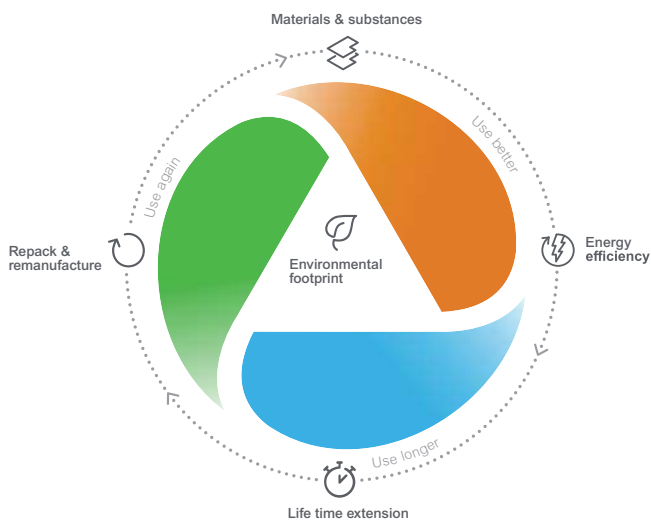 Materials & substances
Use better
Use again
Energy
efficiency
Repack &
remanufacture
Environmental
footprint
Use longer
Life time extension